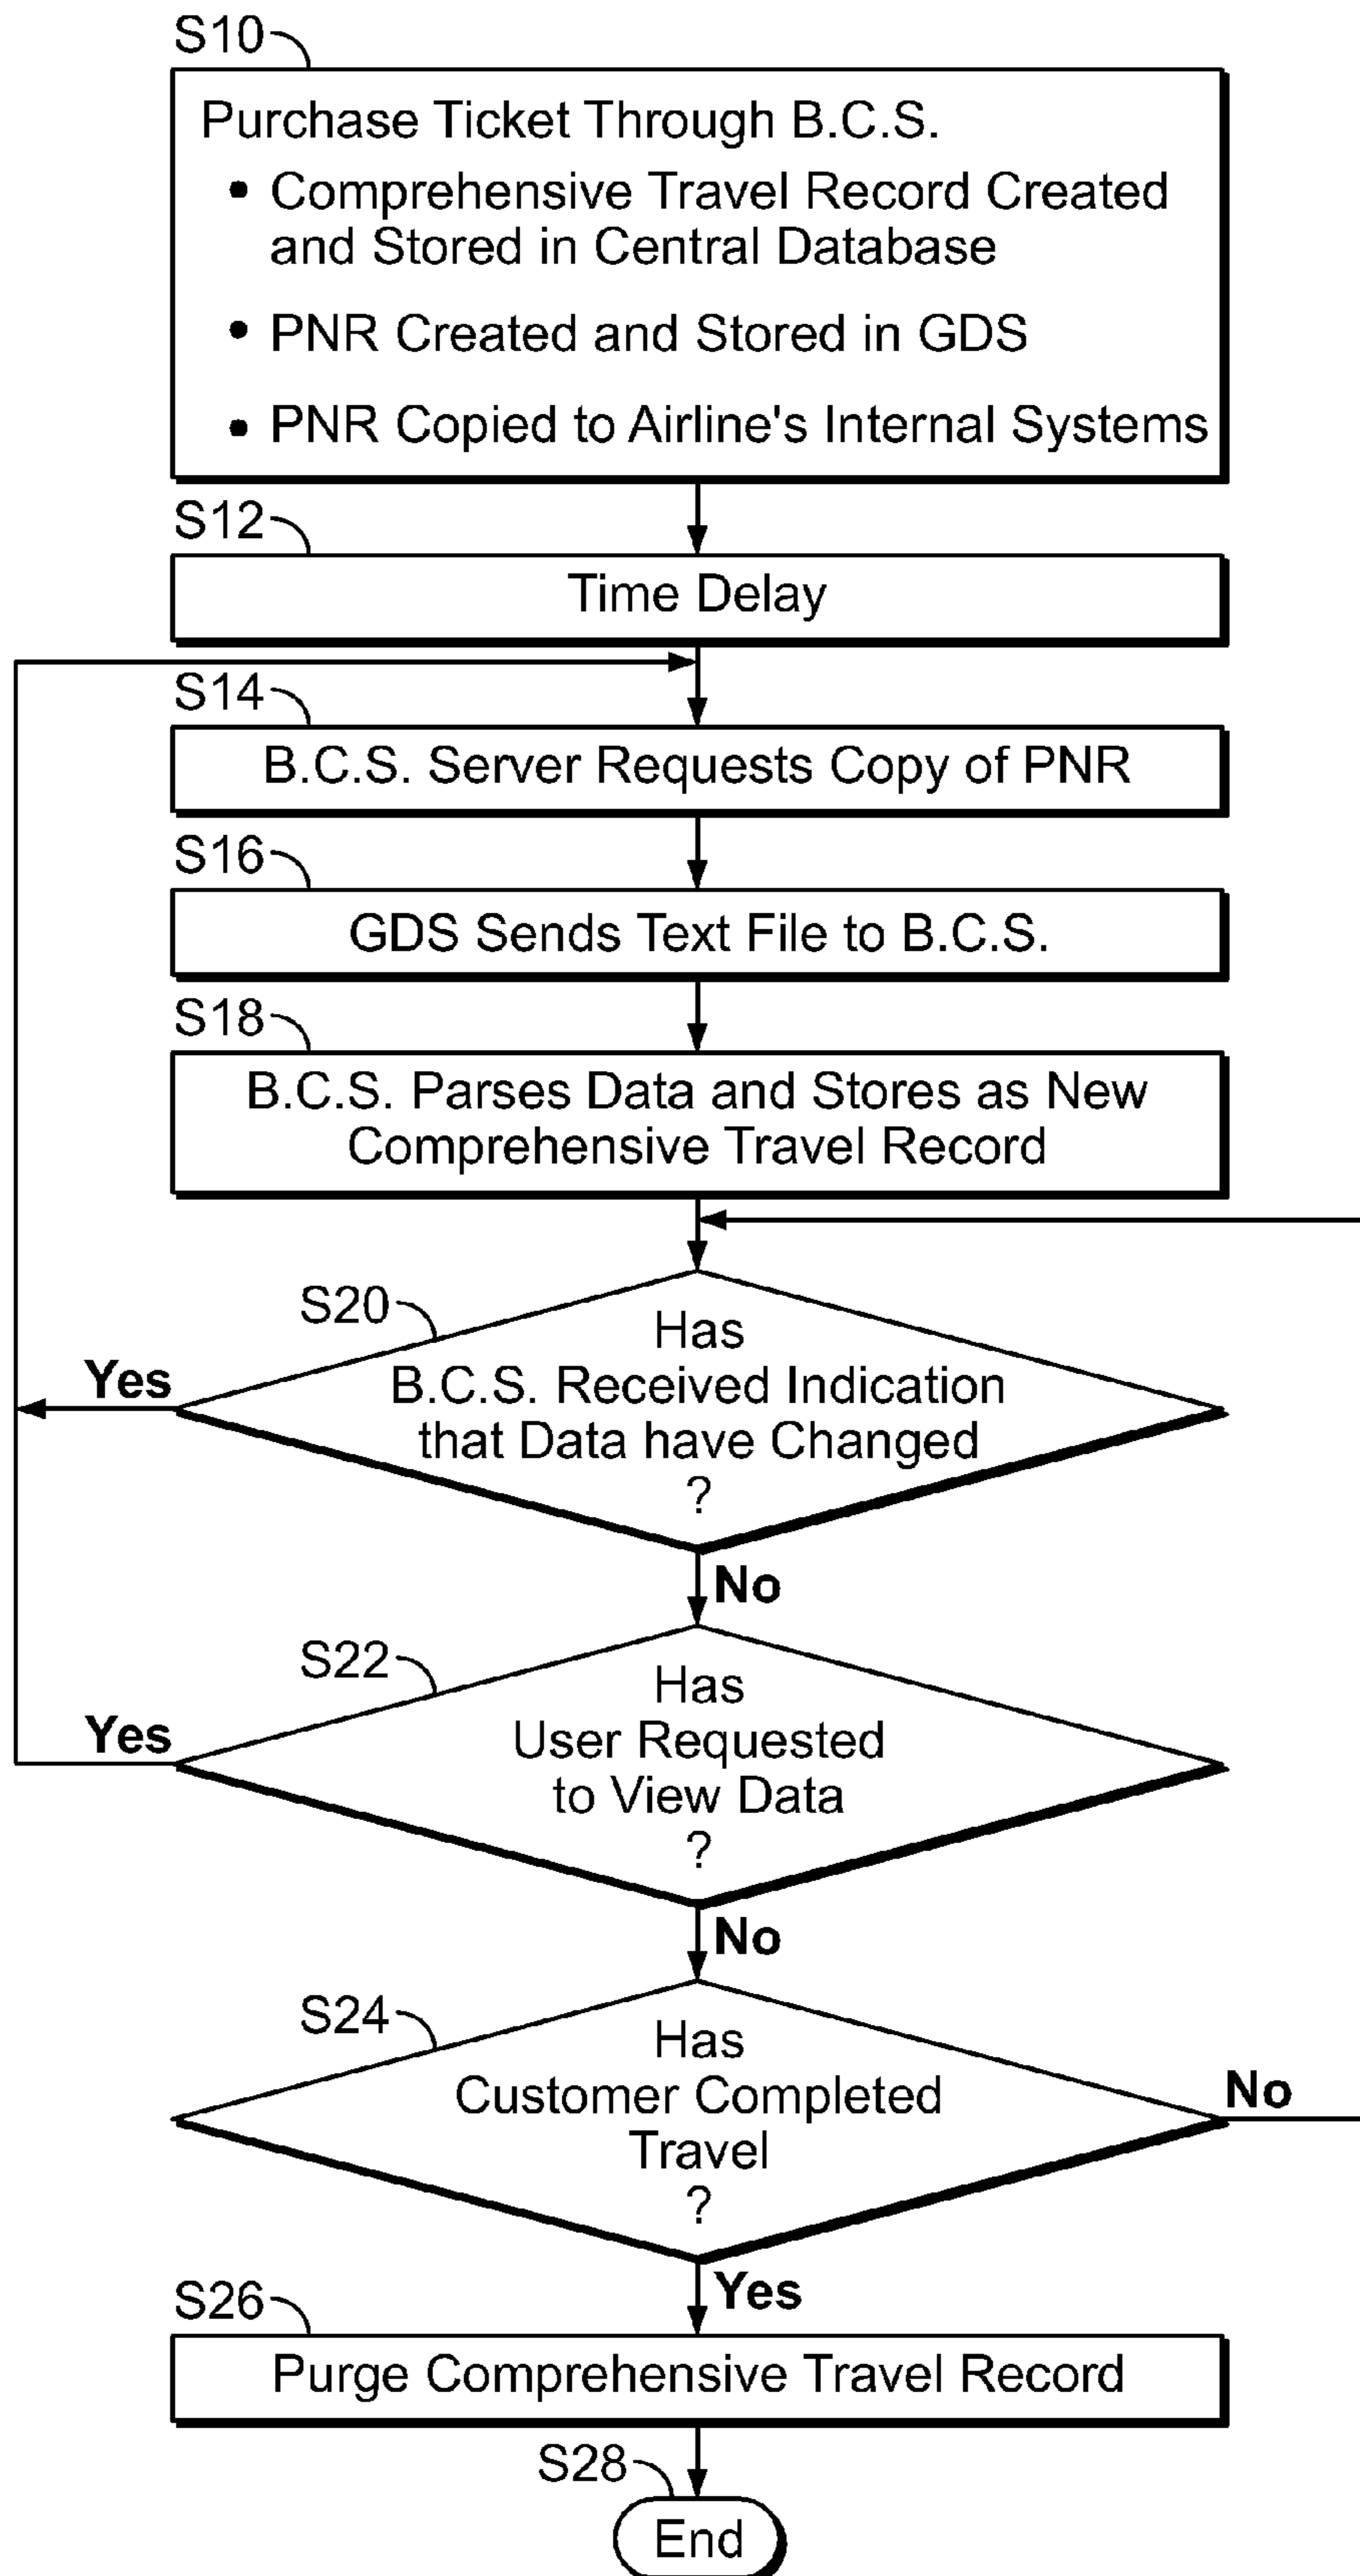 S10
Purchase Ticket Through B.C.S.
• Comprehensive Travel Record Created
and Stored in Central Database
• PNR Created and Stored in GDS
• PNR Copied to Airline's Internal Systems
S12
Time Delay
S14
B.C.S. Server Requests Copy of PNR
S16
GDS Sends Text File to B.C.S.
S18
B.C.S. Parses Data and Stores as New
Comprehensive Travel Record
S20
Has
B.C.S. Received Indication
that Data have Changed
?
Yes
No
S22
Has
User Requested
to View Data
?
Yes
No
S24
Has
Customer Completed
Travel
?
No
Yes
S26
Purge Comprehensive Travel Record
S28
End